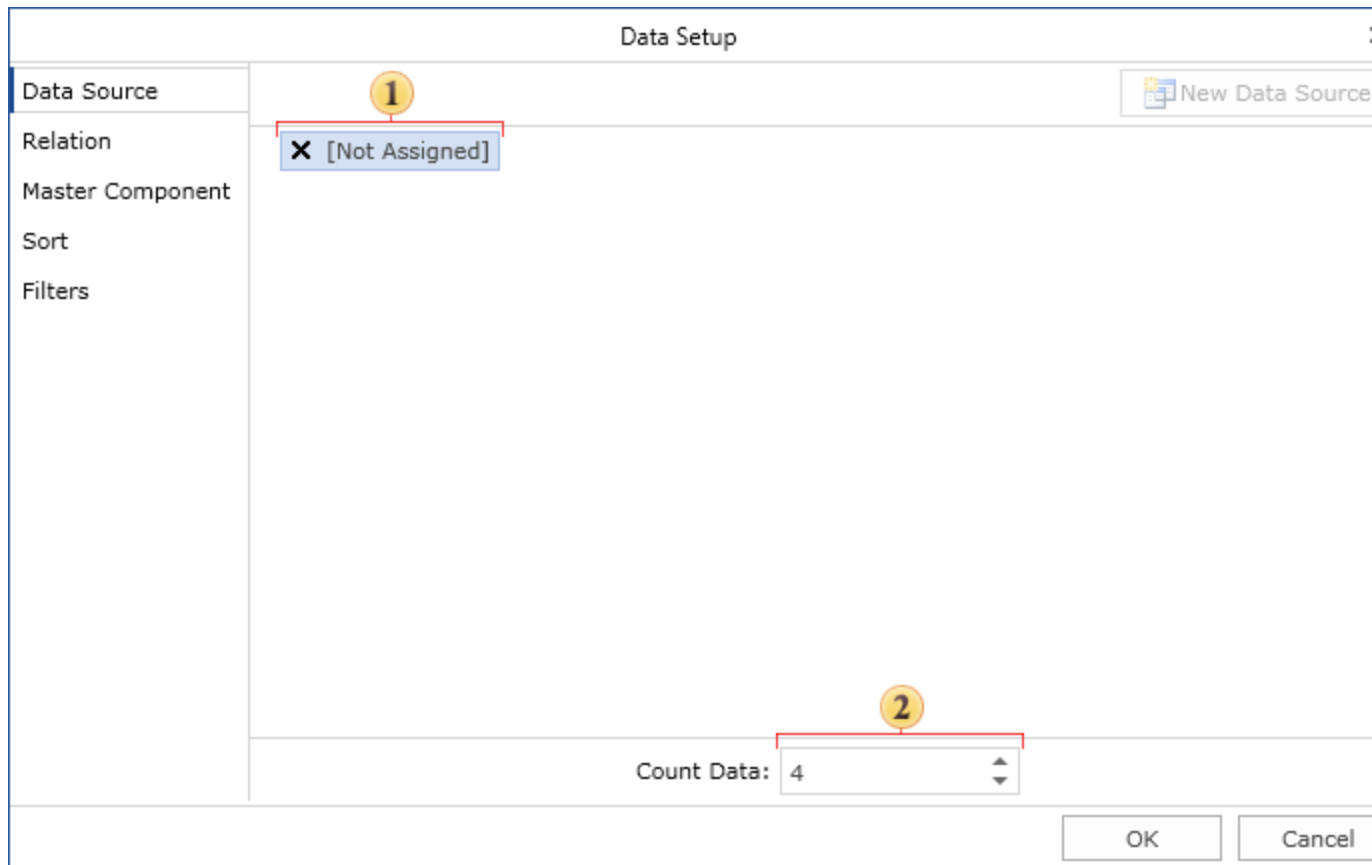 Data Setup
Data Source
1
New Data Source
Relation
[Not Assigned]
Master Component
Sort
Filters
2
Count Data: 4
OK
Cancel